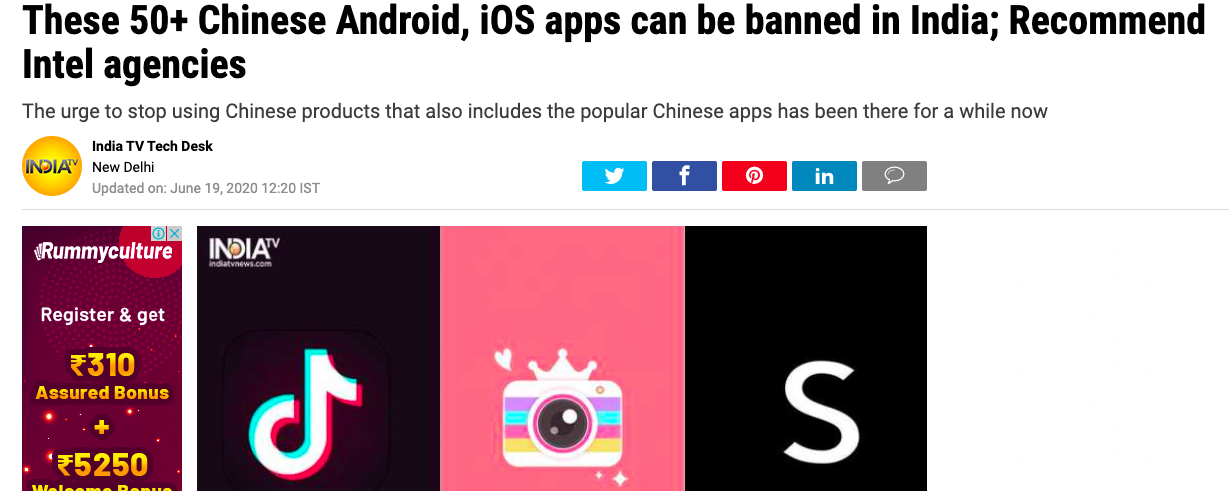 These 50+ Chinese Android, iOS apps can be banned in India; Recommend
Intel agencies
The urge to stop using Chinese products that also includes the popular Chinese apps has been there for a while now
INDIA TV
India TV Tech Desk
New Delhi
Updated on: June 19, 2020 12:20 IST
f
in
Rummyculture
Register & get
₹310
Assured Bonus
+
₹5250
Welcome Bonus
INDIA TV
indiatvnews.com
S